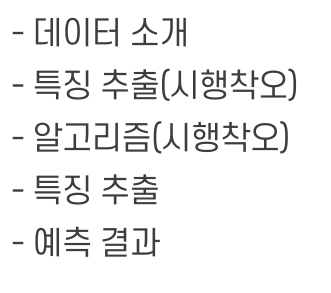 - 데이터 소개
- 특징 추출(시행착오)
- 알고리즘(시행착오)
- 특징 추출
- 예측 결과